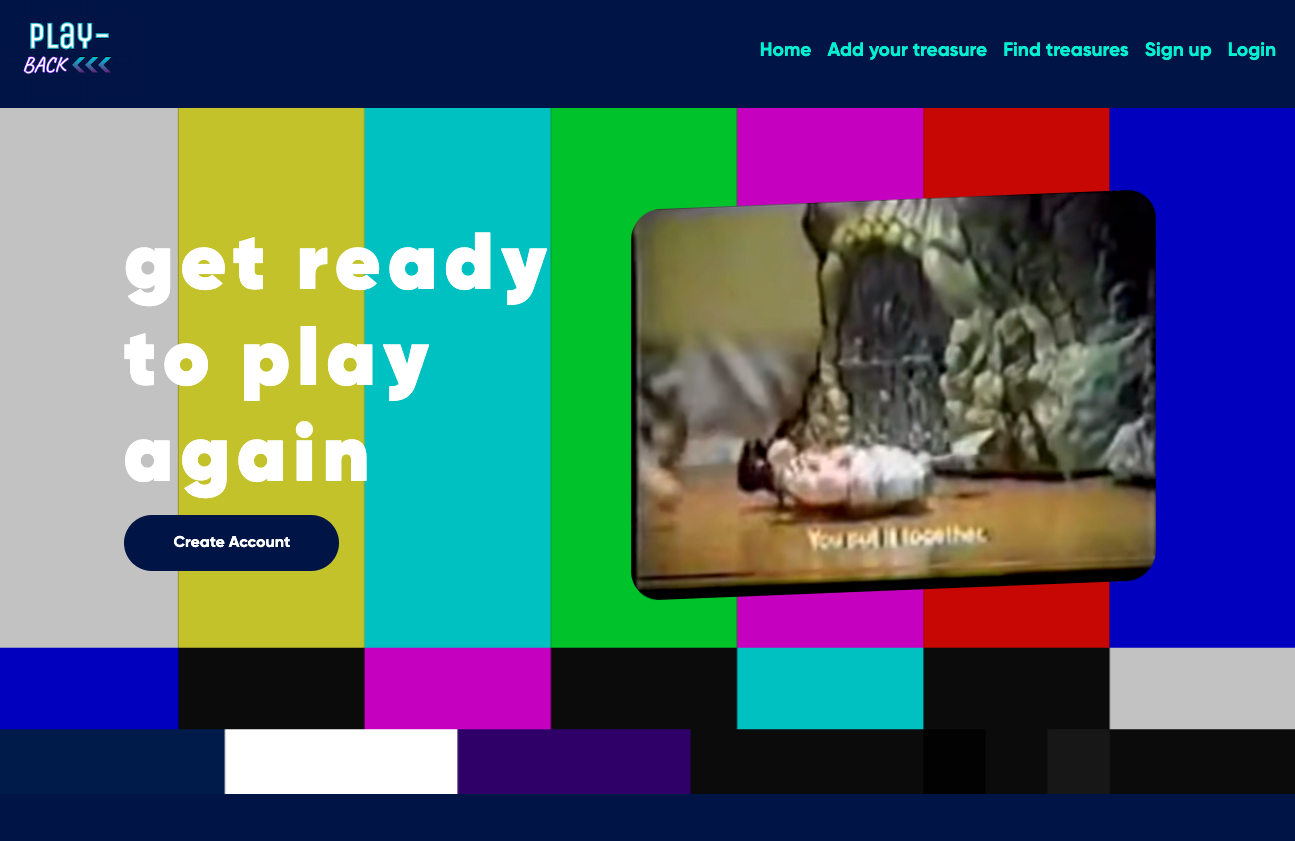 PLAY-
BACK
Home Add your treasure Find treasures Sign up Login
get ready
to play
again
Create Account
You put it together.